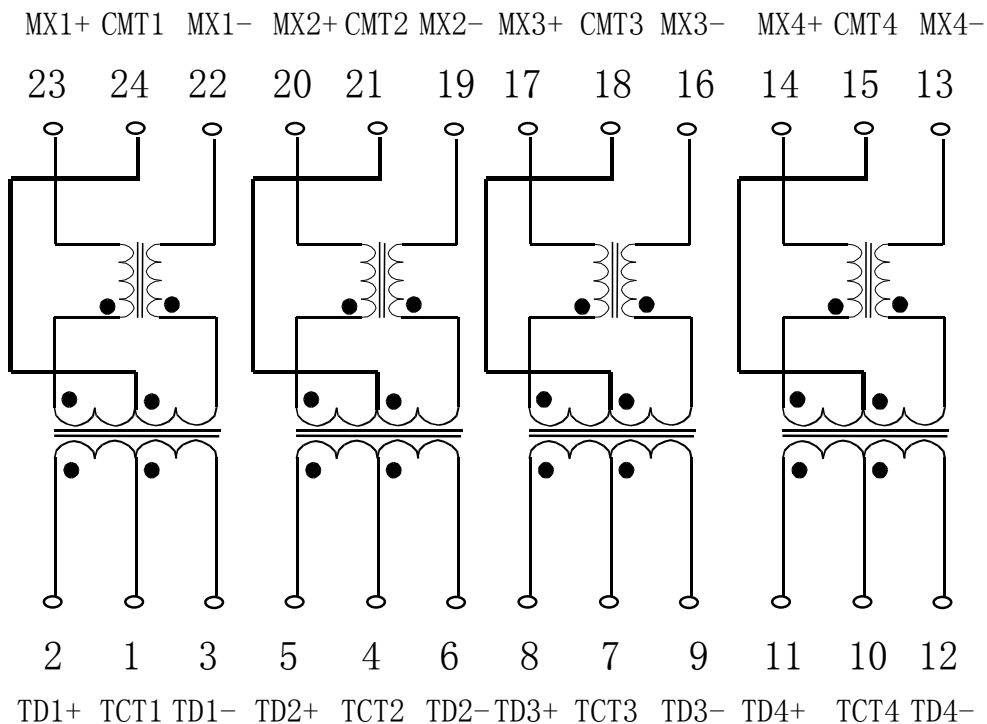 MX1+ CMT1 MX1- MX2+ CMT2 MX2- MX3+ CMT3 MX3- MX4+ CMT4 MX4-
23 24 22 20 21 19 17 18 16 14 15 13
2 1 3 5 4 6 8 7 9 11 10 12
TD1+ TCT1 TD1- TD2+ TCT2 TD2- TD3+ TCT3 TD3- TD4+ TCT4 TD4-